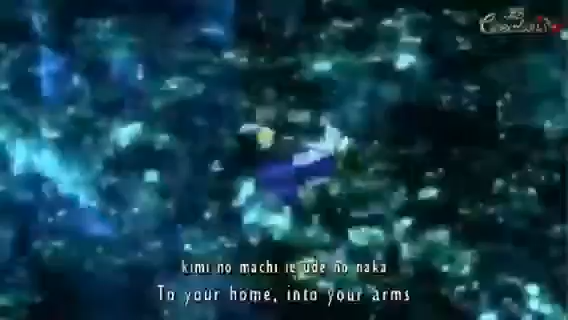 kimi no machi ie ude no naka
To your home, into your arms